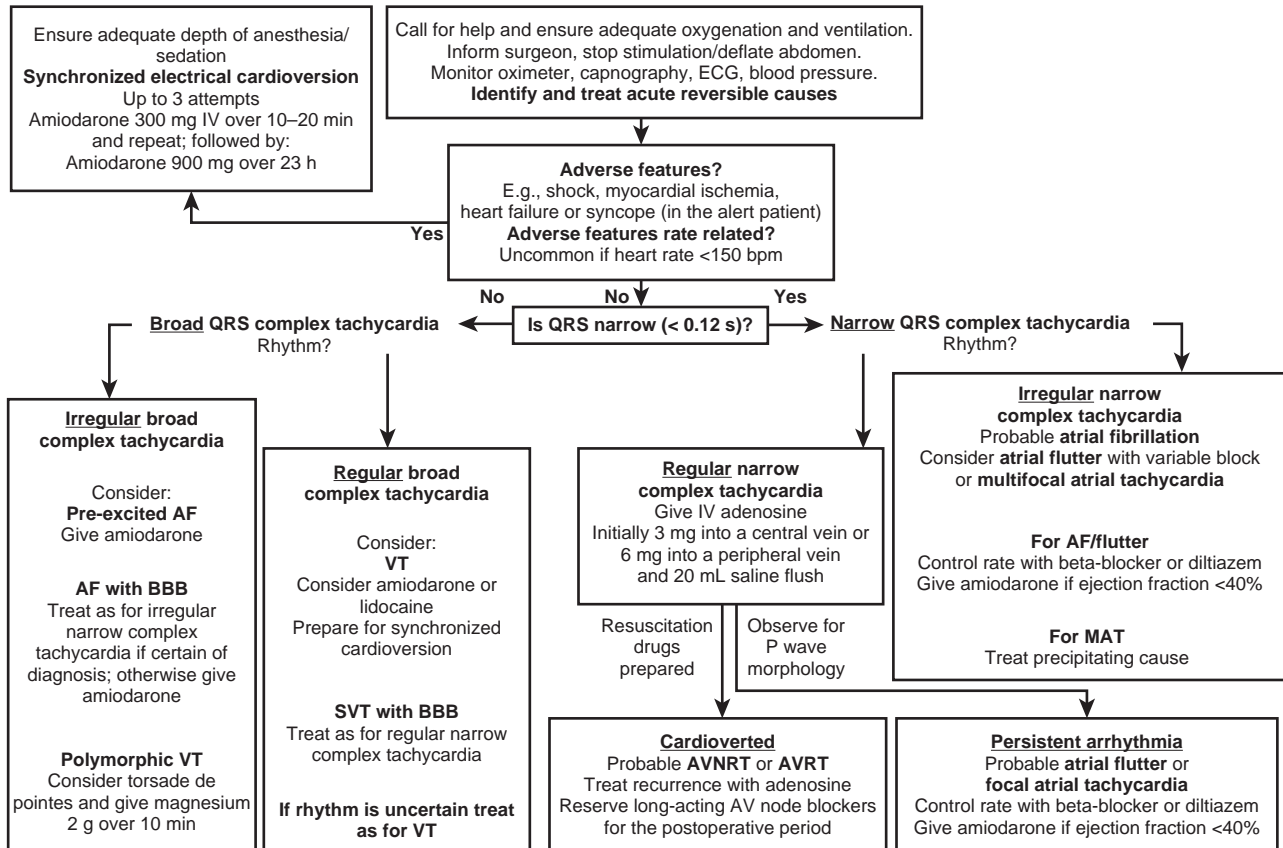 Ensure adequate depth of anesthesia/
sedation
Synchronized electrical cardioversion
Up to 3 attempts
Amiodarone 300 mg IV over 10–20 min
and repeat; followed by:
Amiodarone 900 mg over 23 h
Call for help and ensure adequate oxygenation and ventilation.
Inform surgeon, stop stimulation/deflate abdomen.
Monitor oximeter, capnography, ECG, blood pressure.
Identify and treat acute reversible causes
Adverse features?
E.g., shock, myocardial ischemia,
heart failure or syncope (in the alert patient)
Adverse features rate related?
Uncommon if heart rate <150 bpm
Yes
No
No
Yes
Is QRS narrow (< 0.12 s)?
Broad QRS complex tachycardia
Rhythm?
Narrow QRS complex tachycardia
Rhythm?
Irregular broad
complex tachycardia
Consider:
Pre-excited AF
Give amiodarone
AF with BBB
Treat as for irregular
narrow complex
tachycardia if certain
of diagnosis; otherwise give
amiodarone
Polymorphic VT
Consider torsade de
pointes and give magnesium
2 g over 10 min
Regular broad
complex tachycardia
Consider:
VT
Consider amiodarone or
lidocaine
Prepare for synchronized
cardioversion
SVT with BBB
Treat as for regular narrow
complex tachycardia
If rhythm is uncertain treat
as for VT
Regular narrow
complex tachycardia
Give IV adenosine
Initially 3 mg into a central vein or
6 mg into a peripheral vein
and 20 mL saline flush
Irregular narrow
complex tachycardia
Probable atrial fibrillation
Consider atrial flutter with variable block
or multifocal atrial tachycardia
For AF/flutter
Control rate with beta-blocker or diltiazem
Give amiodarone if ejection fraction <40%
For MAT
Treat precipitating cause
Resuscitation
drugs
prepared
Observe for
P wave
morphology
Cardioverted
Probable AVNRT or AVRT
Treat recurrence with adenosine
Reserve long-acting AV node blockers
for the postoperative period
Persistent arrhythmia
Probable atrial flutter or
focal atrial tachycardia
Control rate with beta-blocker or diltiazem
Give amiodarone if ejection fraction <40%